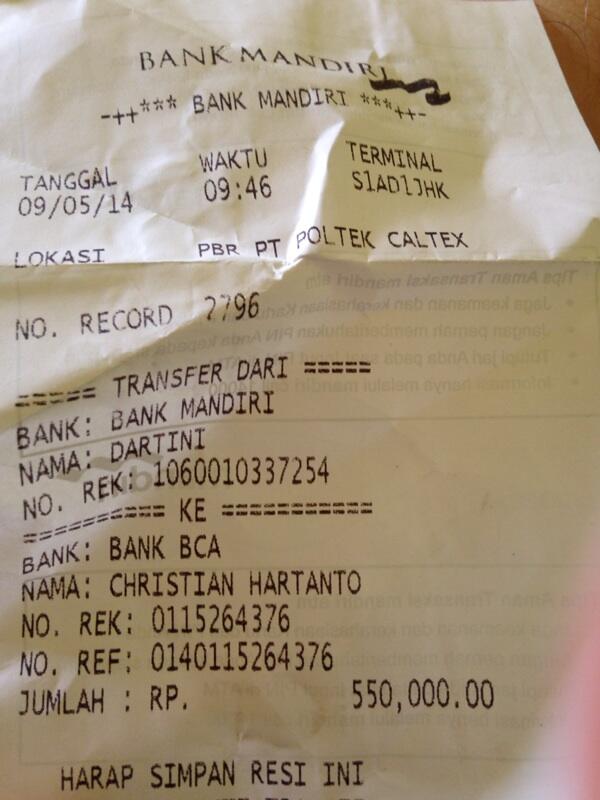 BANK MANDIRI
-++*** BANK MANDIRI ***++-
TANGGAL WAKTU TERMINAL
09/05/14 09:46 S1AD1JHK
LOKASI PBR PT POLTEK CALTEX
NO. RECORD 2796
===== TRANSFER DARI =====
BANK: BANK MANDIRI
NAMA: DARTINI
NO. REK: 1060010337254
========== KE ===========
BANK: BANK BCA
NAMA: CHRISTIAN HARTANTO
NO. REK: 0115264376
NO. REF: 0140115264376
JUMLAH : RP. 550,000.00
HARAP SIMPAN RESI INI